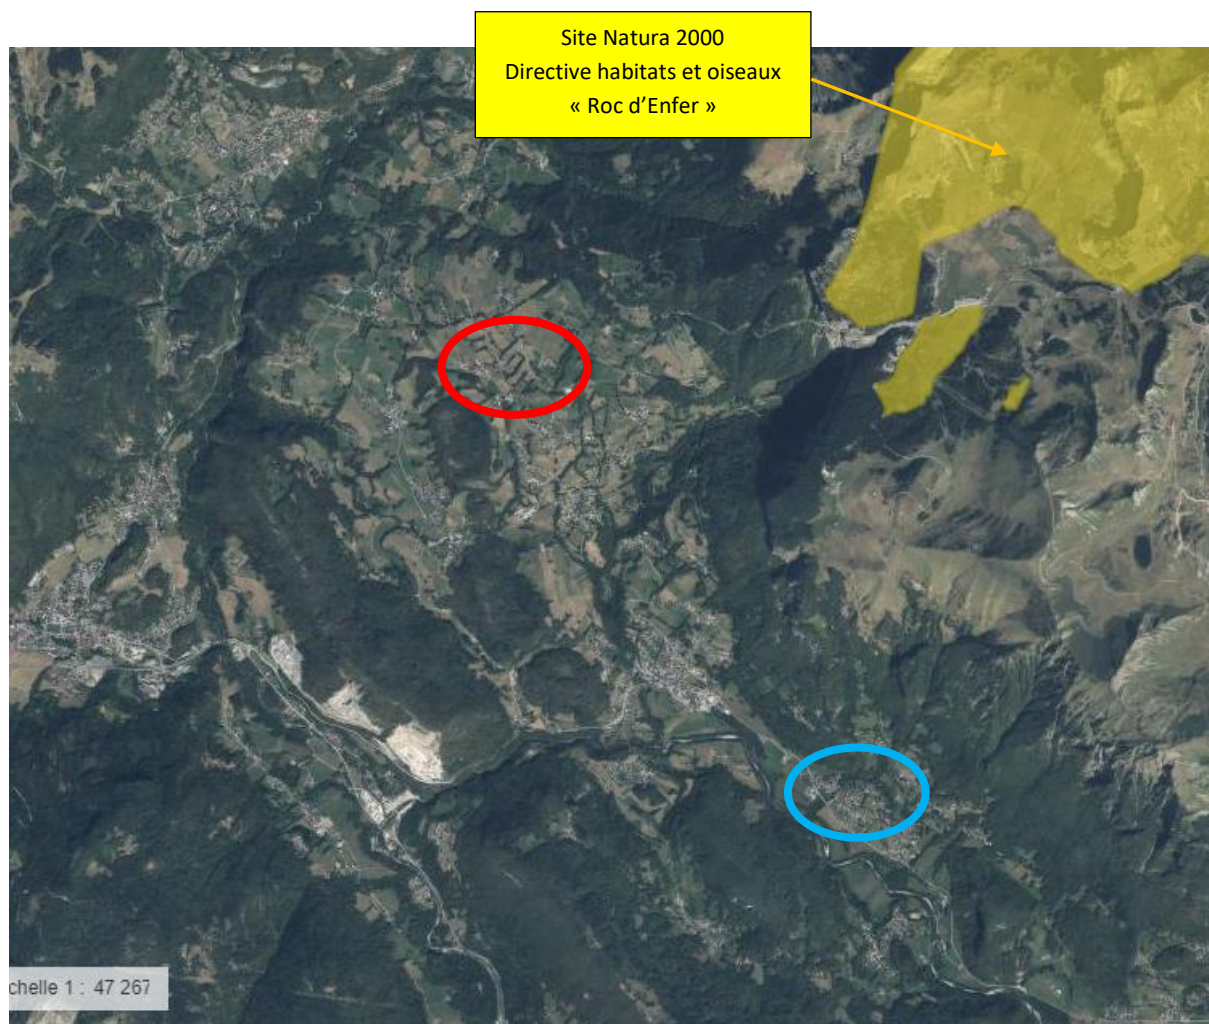 Site Natura 2000
Directive habitats et oiseaux
« Roc d’Enfer »
chelle 1 : 47 267